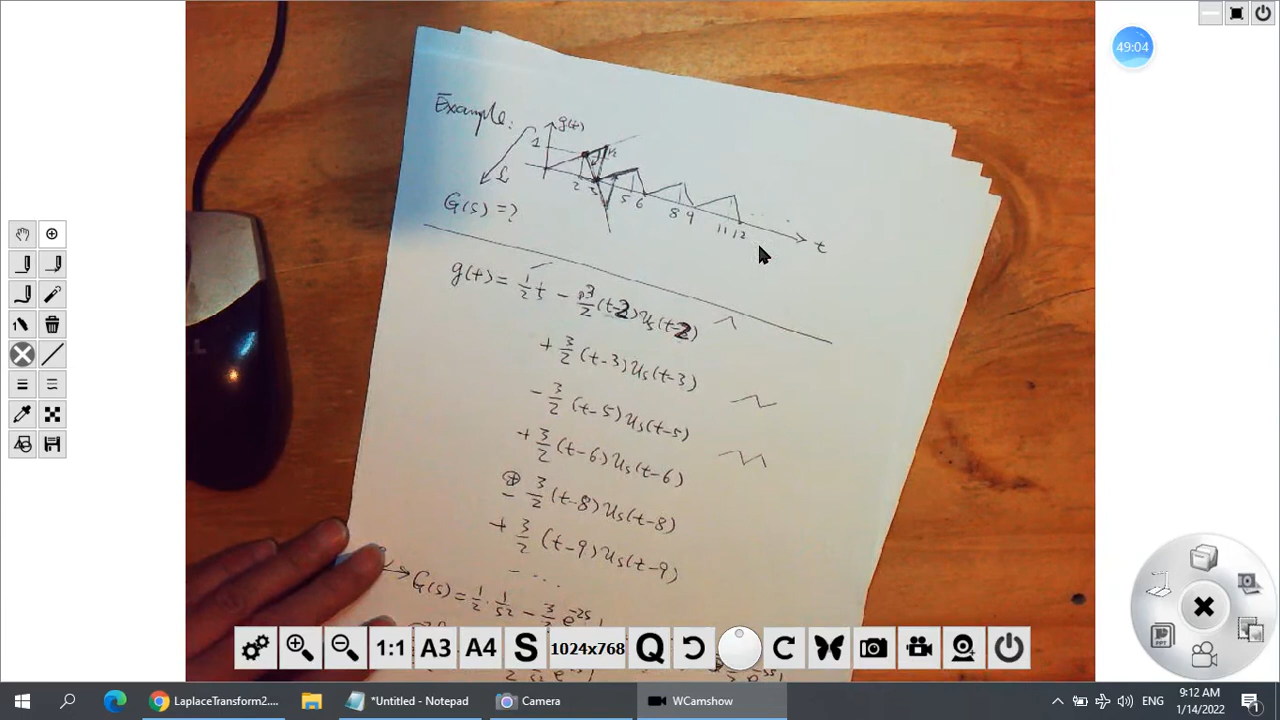 49:04
Example:
g(t)
1
1/2
2 3 5 6 8 9 11 12 t
G(s) = ?
g(t) = 1/2 t - 3/2 (t-2) us(t-2)
+ 3/2 (t-3) us(t-3)
- 3/2 (t-5) us(t-5)
+ 3/2 (t-6) us(t-6)
- 3/2 (t-8) us(t-8)
+ 3/2 (t-9) us(t-9)
- ...
G(s) = 1/2 · 1/s² - 3/2 e^-2s
1:1 A3 A4 S 1024x768 Q
PPT
LaplaceTransform2.... *Untitled - Notepad Camera WCamshow ENG
9:12 AM
1/14/2022